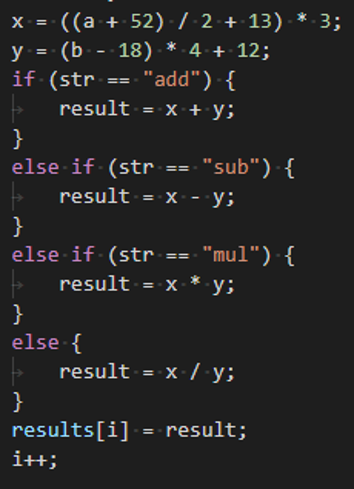 x = ((a + 52) / 2 + 13) * 3;
y = (b - 18) * 4 + 12;
if (str == "add") {
    result = x + y;
}
else if (str == "sub") {
    result = x - y;
}
else if (str == "mul") {
    result = x * y;
}
else {
    result = x / y;
}
results[i] = result;
i++;